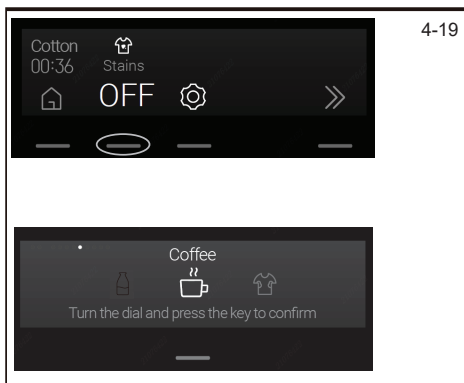 4-19
Cotton
00:36
Stains
OFF
Coffee
Turn the dial and press the key to confirm